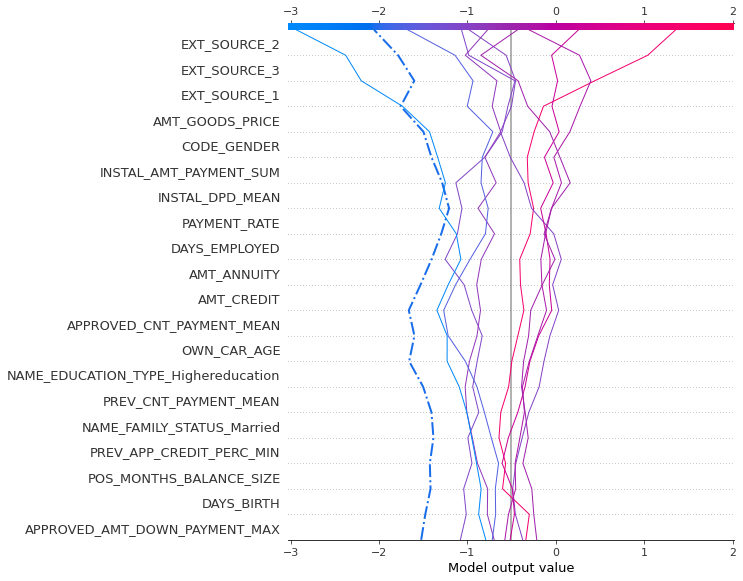 −3 −2 −1 0 1 2
EXT_SOURCE_2
EXT_SOURCE_3
EXT_SOURCE_1
AMT_GOODS_PRICE
CODE_GENDER
INSTAL_AMT_PAYMENT_SUM
INSTAL_DPD_MEAN
PAYMENT_RATE
DAYS_EMPLOYED
AMT_ANNUITY
AMT_CREDIT
APPROVED_CNT_PAYMENT_MEAN
OWN_CAR_AGE
NAME_EDUCATION_TYPE_Highereducation
PREV_CNT_PAYMENT_MEAN
NAME_FAMILY_STATUS_Married
PREV_APP_CREDIT_PERC_MIN
POS_MONTHS_BALANCE_SIZE
DAYS_BIRTH
APPROVED_AMT_DOWN_PAYMENT_MAX
−3 −2 −1 0 1 2
Model output value